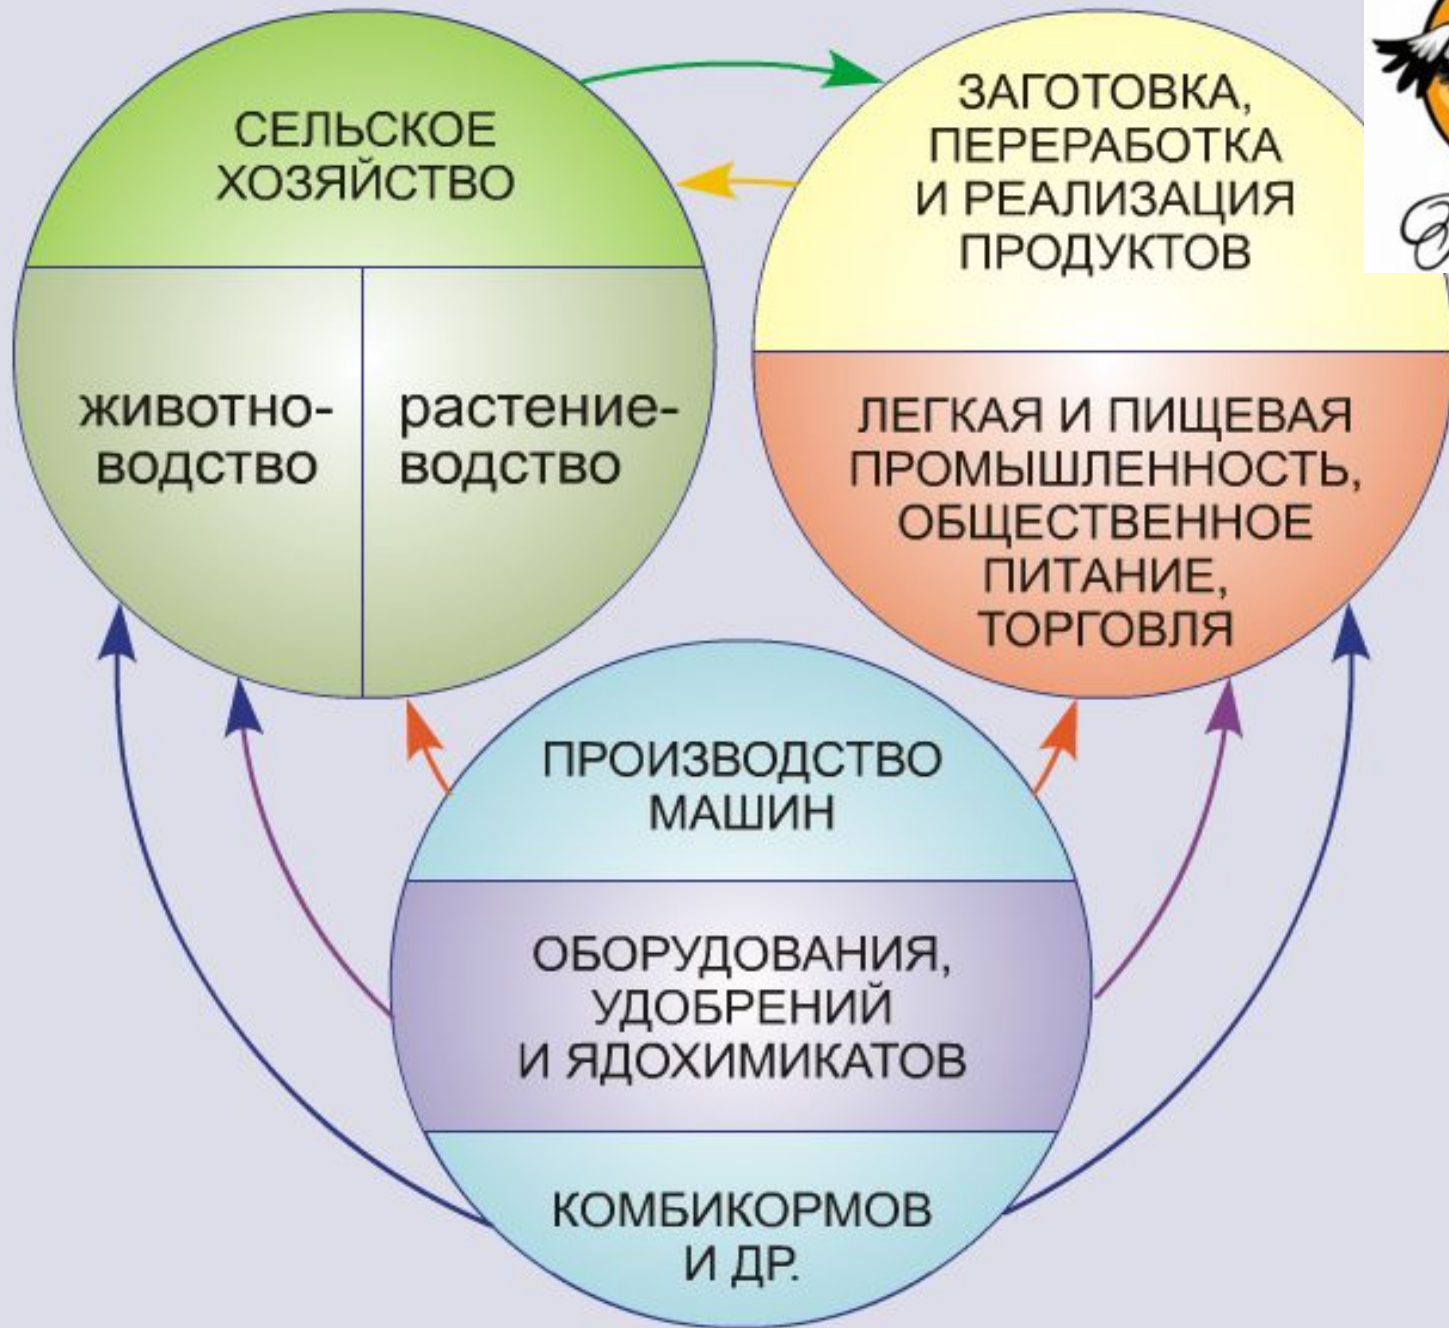 СЕЛЬСКОЕ
ХОЗЯЙСТВО
животно-
водство
растение-
водство
ЗАГОТОВКА,
ПЕРЕРАБОТКА
И РЕАЛИЗАЦИЯ
ПРОДУКТОВ
ЛЕГКАЯ И ПИЩЕВАЯ
ПРОМЫШЛЕННОСТЬ,
ОБЩЕСТВЕННОЕ
ПИТАНИЕ,
ТОРГОВЛЯ
ПРОИЗВОДСТВО
МАШИН
ОБОРУДОВАНИЯ,
УДОБРЕНИЙ
И ЯДОХИМИКАТОВ
КОМБИКОРМОВ
И ДР.